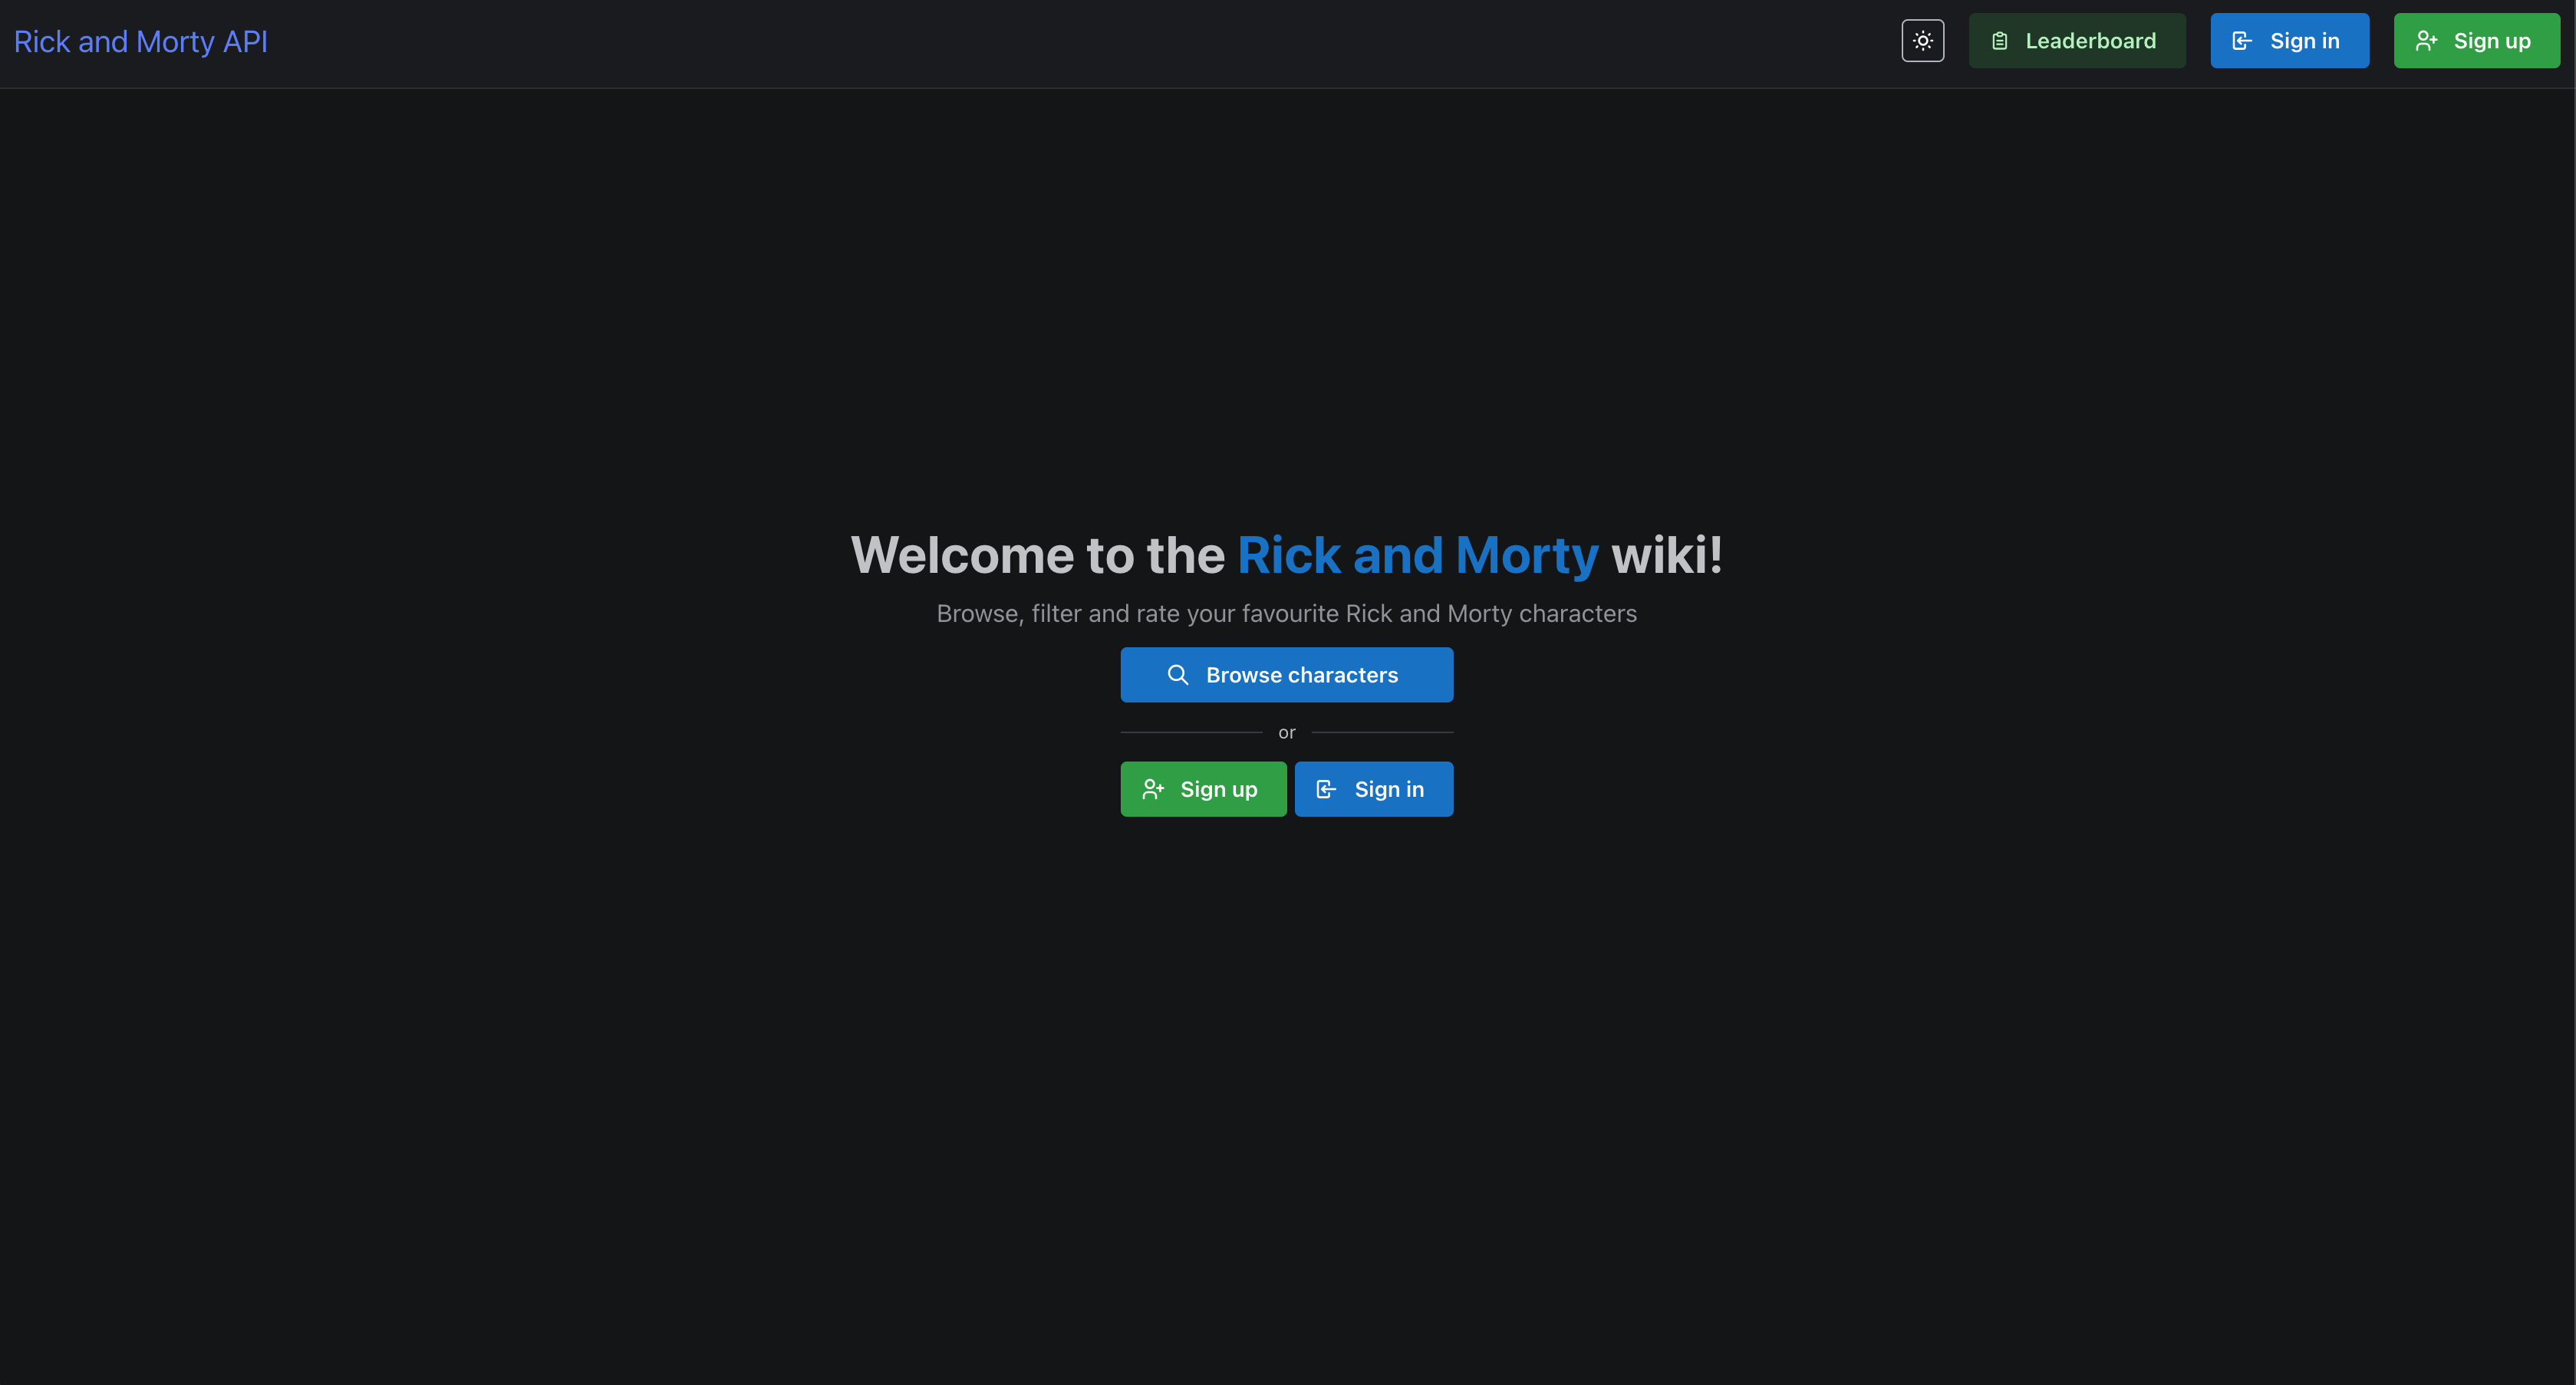 Rick and Morty API
Leaderboard
Sign in
Sign up
Welcome to the Rick and Morty wiki!
Browse, filter and rate your favourite Rick and Morty characters
Browse characters
or
Sign up
Sign in